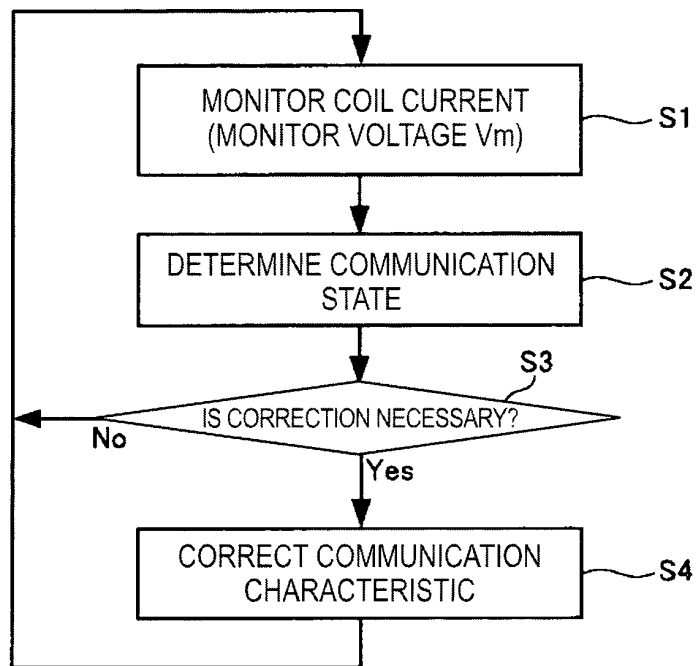 MONITOR COIL CURRENT
(MONITOR VOLTAGE Vm)
S1
DETERMINE COMMUNICATION
STATE
S2
S3
IS CORRECTION NECESSARY?
No
Yes
CORRECT COMMUNICATION
CHARACTERISTIC
S4